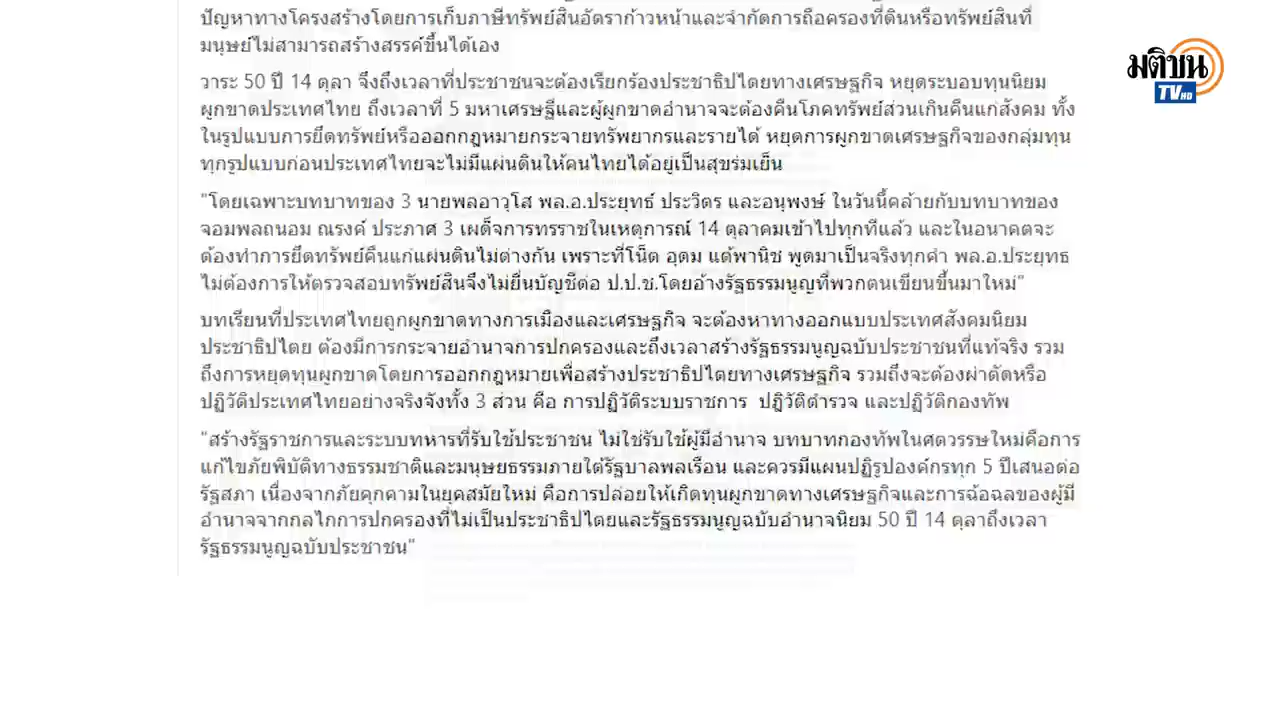 ปัญหาทางโครงสร้างโดยการเก็บภาษีทรัพย์สินอัตราก้าวหน้าและจำกัดการถือครองที่ดินหรือทรัพย์สินที่
มนุษย์ไม่สามารถสร้างสรรค์ขึ้นได้เอง
มติชน
TV HD
วาระ 50 ปี 14 ตุลา จึงถึงเวลาที่ประชาชนจะต้องเรียกร้องประชาธิปไตยทางเศรษฐกิจ หยุดระบอบทุนนิยม
ผูกขาดประเทศไทย ถึงเวลาที่ 5 มหาเศรษฐีและผู้ผูกขาดอำนาจจะต้องคืนโภคทรัพย์ส่วนเกินคืนแก่สังคม ทั้ง
ในรูปแบบการยึดทรัพย์หรือออกกฎหมายกระจายทรัพยากรและรายได้ หยุดการผูกขาดเศรษฐกิจของกลุ่มทุน
ทุกรูปแบบก่อนประเทศไทยจะไม่มีแผ่นดินให้คนไทยได้อยู่เป็นสุขร่มเย็น
"โดยเฉพาะบทบาทของ 3 นายพลอาวุโส พล.อ.ประยุทธ์ ประวิตร และอนุพงษ์ ในวันนี้คล้ายกับบทบาทของ
จอมพลถนอม ณรงค์ ประภาศ 3 เผด็จการทรราชในเหตุการณ์ 14 ตุลาคมเข้าไปทุกทีแล้ว และในอนาคตจะ
ต้องทำการยึดทรัพย์คืนแก่แผ่นดินไม่ต่างกัน เพราะที่โน้ต อุดม แต้พานิช พูดมาเป็นจริงทุกคำ พล.อ.ประยุทธ
ไม่ต้องการให้ตรวจสอบทรัพย์สินจึงไม่ยื่นบัญชีต่อ ป.ป.ช.โดยอ้างรัฐธรรมนูญที่พวกตนเขียนขึ้นมาใหม่"
บทเรียนที่ประเทศไทยถูกผูกขาดทางการเมืองและเศรษฐกิจ จะต้องหาทางออกแบบประเทศสังคมนิยม
ประชาธิปไตย ต้องมีการกระจายอำนาจการปกครองและถึงเวลาสร้างรัฐธรรมนูญฉบับประชาชนที่แท้จริง รวม
ถึงการหยุดทุนผูกขาดโดยการออกกฎหมายเพื่อสร้างประชาธิปไตยทางเศรษฐกิจ รวมถึงจะต้องผ่าตัดหรือ
ปฏิวัติประเทศไทยอย่างจริงจังทั้ง 3 ส่วน คือ การปฏิวัติระบบราชการ ปฎิวัติตำรวจ และปฏิวัติกองทัพ
"สร้างรัฐราชการและระบบทหารที่รับใช้ประชาชน ไม่ใช่รับใช้ผู้มีอำนาจ บทบาทกองทัพในศตวรรษใหม่คือการ
แก้ไขภัยพิบัติทางธรรมชาติและมนุษยธรรมภายใต้รัฐบาลพลเรือน และควรมีแผนปฏิรูปองค์กรทุก 5 ปีเสนอต่อ
รัฐสภา เนื่องจากภัยคุกคามในยุคสมัยใหม่ คือการปล่อยให้เกิดทุนผูกขาดทางเศรษฐกิจและการฉ้อฉลของผู้มี
อำนาจจากกลไกการปกครองที่ไม่เป็นประชาธิปไตยและรัฐธรรมนูญฉบับอำนาจนิยม 50 ปี 14 ตุลาถึงเวลา
รัฐธรรมนูญฉบับประชาชน"